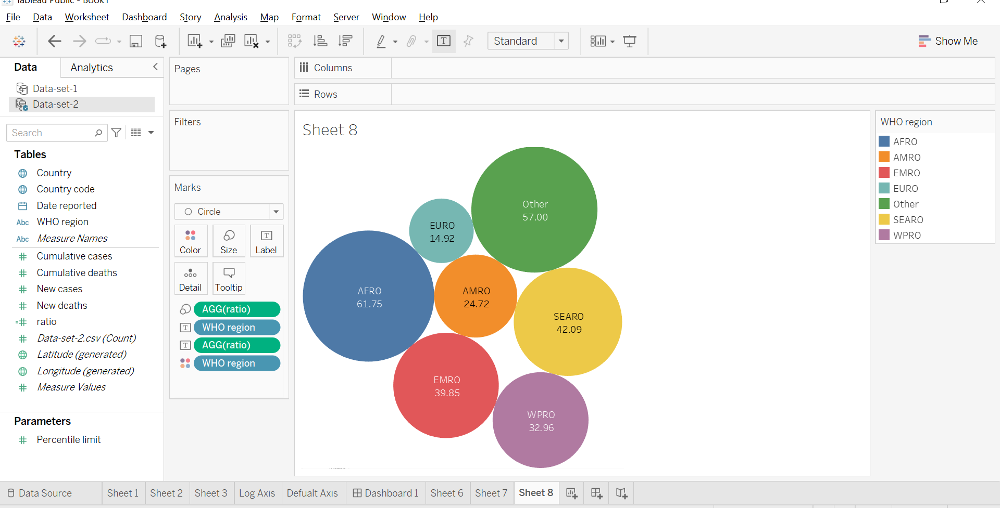 Tableau Public - Book1
File Data Worksheet Dashboard Story Analysis Map Format Server Window Help
Standard
Show Me
Data Analytics
Data-set-1
Data-set-2
Search
Tables
Country
Country code
Date reported
Abc WHO region
Abc Measure Names
Cumulative cases
Cumulative deaths
New cases
New deaths
ratio
Data-set-2.csv (Count)
Latitude (generated)
Longitude (generated)
Measure Values
Parameters
Percentile limit
Pages
Filters
Marks
Circle
Color Size Label
Detail Tooltip
AGG(ratio)
WHO region
AGG(ratio)
WHO region
Columns
Rows
Sheet 8
Other
57.00
EURO
14.92
AFRO
61.75
AMRO
24.72
SEARO
42.09
EMRO
39.85
WPRO
32.96
WHO region
AFRO
AMRO
EMRO
EURO
Other
SEARO
WPRO
Data Source Sheet 1 Sheet 2 Sheet 3 Log Axis Defualt Axis Dashboard 1 Sheet 6 Sheet 7 Sheet 8